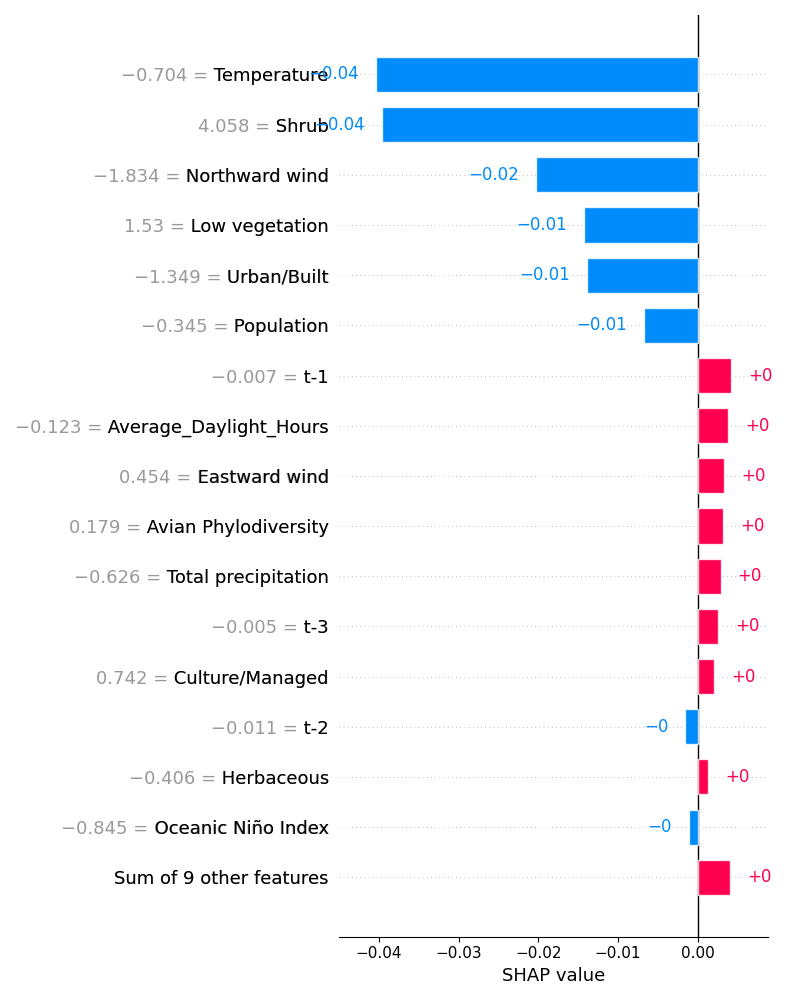 −0.704 = Temperature −0.04
4.058 = Shrub −0.04
−1.834 = Northward wind −0.02
1.53 = Low vegetation −0.01
−1.349 = Urban/Built −0.01
−0.345 = Population −0.01
−0.007 = t-1 +0
−0.123 = Average_Daylight_Hours +0
0.454 = Eastward wind +0
0.179 = Avian Phylodiversity +0
−0.626 = Total precipitation +0
−0.005 = t-3 +0
0.742 = Culture/Managed +0
−0.011 = t-2 −0
−0.406 = Herbaceous +0
−0.845 = Oceanic Niño Index −0
Sum of 9 other features +0
−0.04 −0.03 −0.02 −0.01 0.00
SHAP value